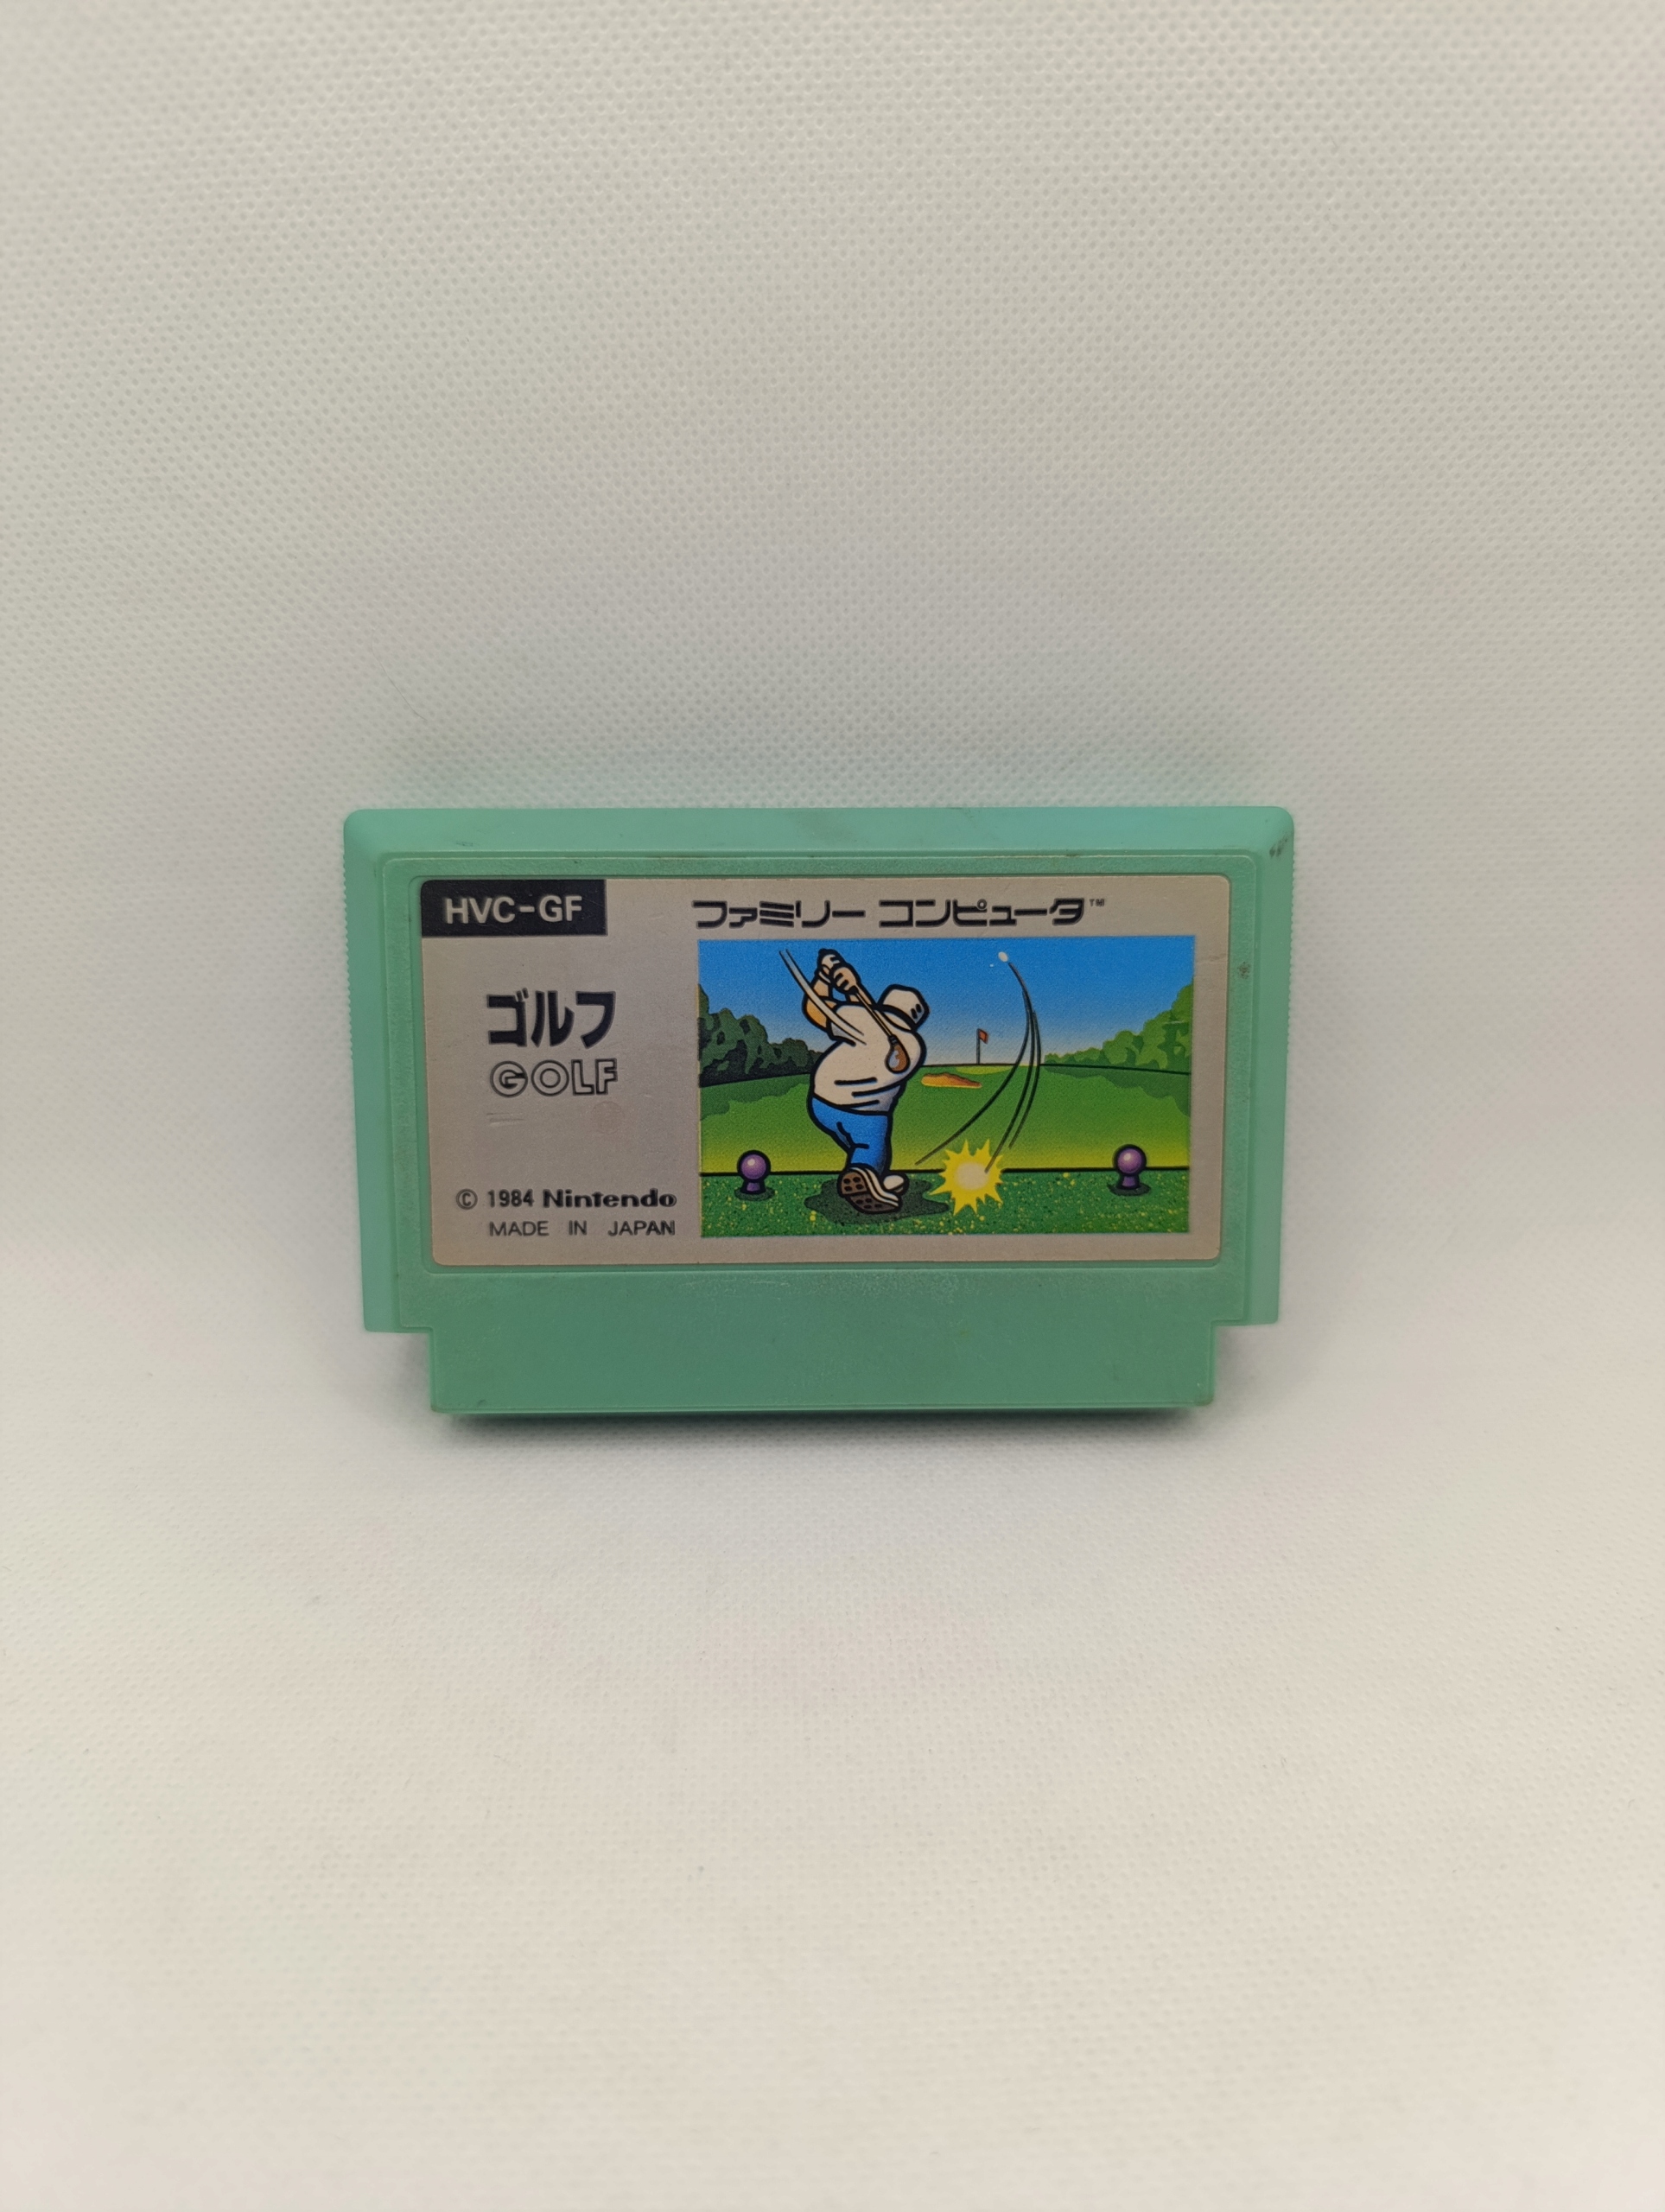 HVC-GF
ファミリー コンピュータ™
ゴルフ
GOLF
© 1984 Nintendo
MADE IN JAPAN